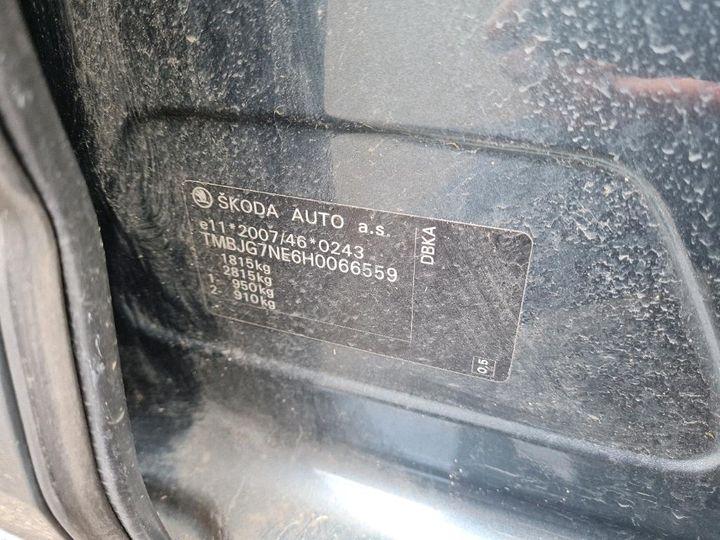 ŠKODA AUTO a.s.
e11*2007/46*0243
TMBJG7NE6H0066559
1815kg
2815kg
1- 950kg
2- 910kg
DBKA
0,5